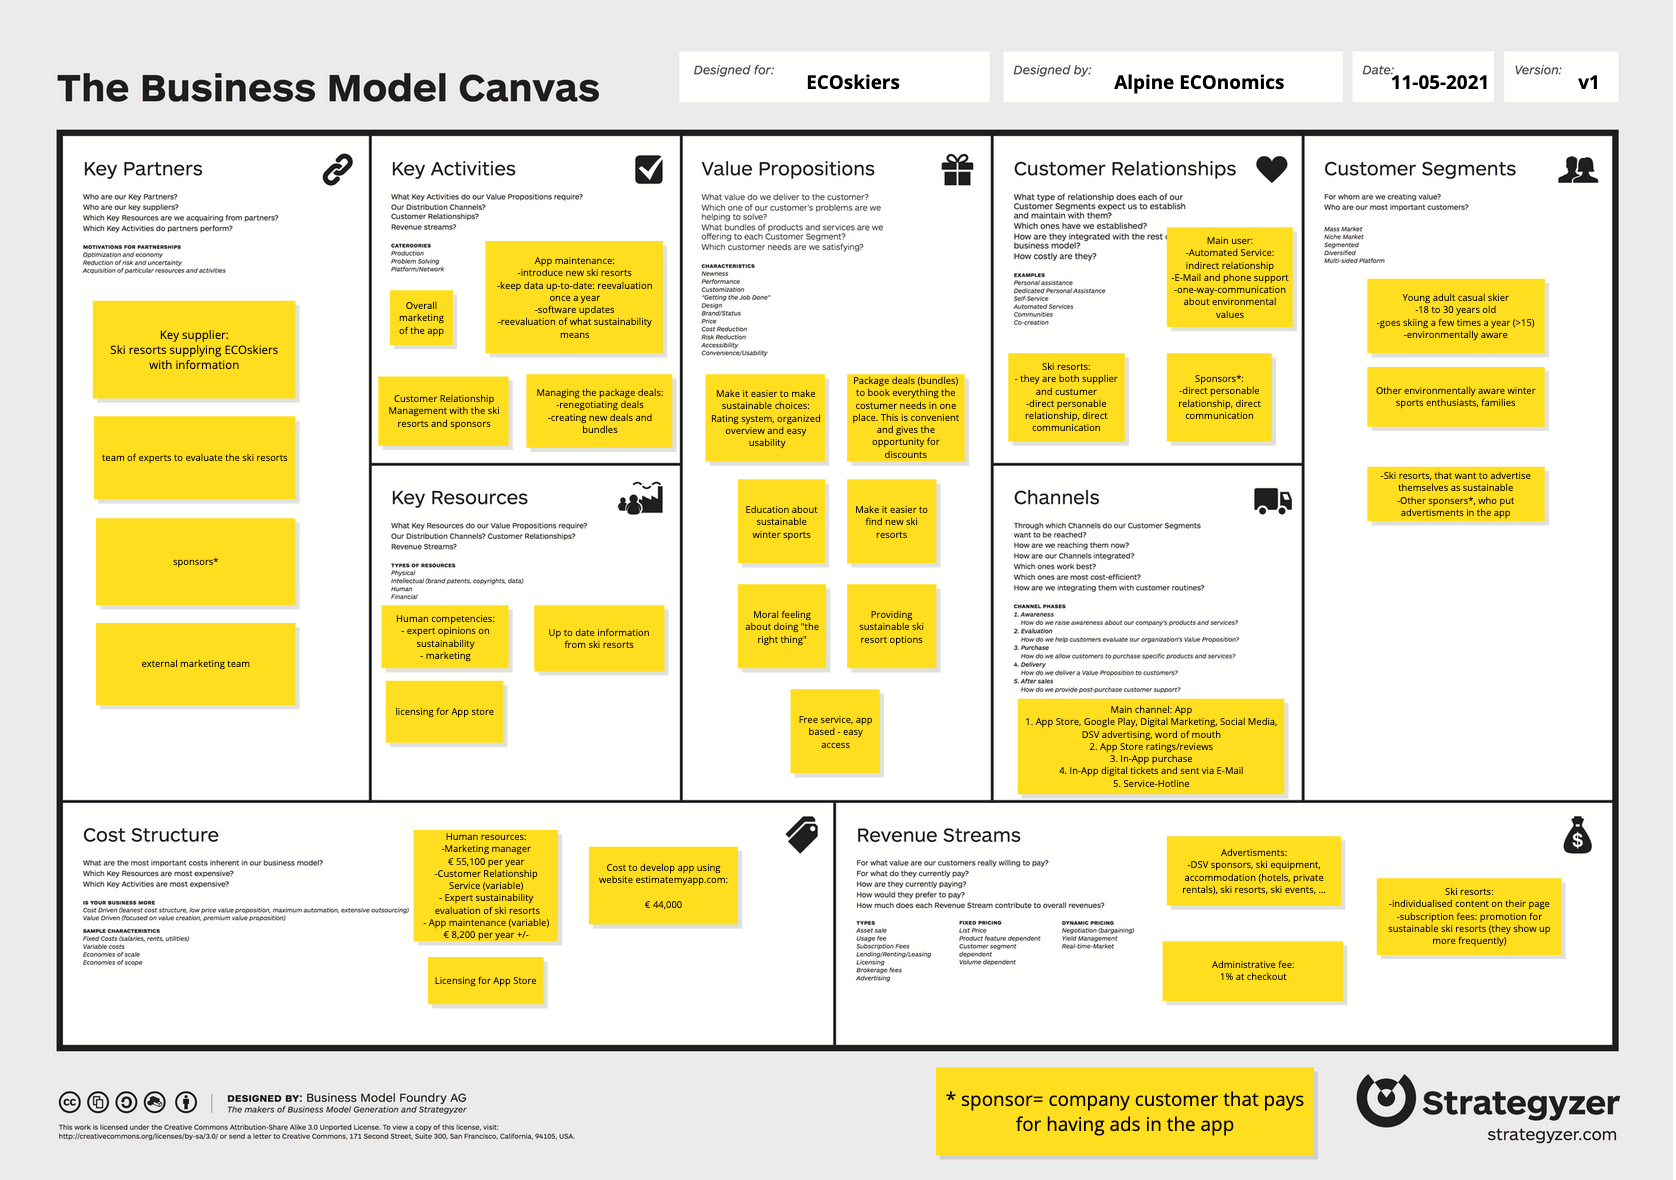 The Business Model Canvas
Designed for:
ECOskiers
Designed by:
Alpine ECOnomics
Date:
11-05-2021
Version:
v1
Key Partners
Who are our Key Partners?
Who are our key suppliers?
Which Key Resources are we acquairing from partners?
Which Key Activities do partners perform?
MOTIVATIONS FOR PARTNERSHIPS
Optimization and economy
Reduction of risk and uncertainty
Acquisition of particular resources and activities
Key supplier:
Ski resorts supplying ECOskiers
with information
team of experts to evaluate the ski resorts
sponsors*
external marketing team
Key Activities
What Key Activities do our Value Propositions require?
Our Distribution Channels?
Customer Relationships?
Revenue streams?
CATERGORIES
Production
Problem Solving
Platform/Network
App maintenance:
-introduce new ski resorts
-keep data up-to-date: reevaluation
once a year
-software updates
-reevaluation of what sustainability
means
Overall
marketing
of the app
Customer Relationship
Management with the ski
resorts and sponsors
Managing the package deals:
-renegotiating deals
-creating new deals and
bundles
Key Resources
What Key Resources do our Value Propositions require?
Our Distribution Channels? Customer Relationships?
Revenue Streams?
TYPES OF RESOURCES
Physical
Intellectual (brand patents, copyrights, data)
Human
Financial
Human competencies:
- expert opinions on
sustainability
- marketing
Up to date information
from ski resorts
licensing for App store
Value Propositions
What value do we deliver to the customer?
Which one of our customer's problems are we
helping to solve?
What bundles of products and services are we
offering to each Customer Segment?
Which customer needs are we satisfying?
CHARACTERISTICS
Newness
Performance
Customization
"Getting the Job Done"
Design
Brand/Status
Price
Cost Reduction
Risk Reduction
Accessibility
Convenience/Usability
Make it easier to make
sustainable choices:
Rating system, organized
overview and easy
usability
Package deals (bundles)
to book everything the
costumer needs in one
place. This is convenient
and gives the
opportunity for
discounts
Education about
sustainable
winter sports
Make it easier to
find new ski
resorts
Moral feeling
about doing "the
right thing"
Providing
sustainable ski
resort options
Free service, app
based - easy
access
Customer Relationships
What type of relationship does each of our
Customer Segments expect us to establish
and maintain with them?
Which ones have we established?
How are they integrated with the rest
business model?
How costly are they?
EXAMPLES
Personal assistance
Dedicated Personal Assistance
Self-Service
Automated Services
Communities
Co-creation
Main user:
-Automated Service:
indirect relationship
-E-Mail and phone support
-one-way-communication
about environmental
values
Ski resorts:
- they are both supplier
and custumer
-direct personable
relationship, direct
communication
Sponsors*:
-direct personable
relationship, direct
communication
Channels
Through which Channels do our Customer Segments
want to be reached?
How are we reaching them now?
How are our Channels integrated?
Which ones work best?
Which ones are most cost-efficient?
How are we integrating them with customer routines?
CHANNEL PHASES
1. Awareness
How do we raise awareness about our company's products and services?
2. Evaluation
How do we help customers evaluate our organization's Value Proposition?
3. Purchase
How do we allow customers to purchase specific products and services?
4. Delivery
How do we deliver a Value Proposition to customers?
5. After sales
How do we provide post-purchase customer support?
Main channel: App
1. App Store, Google Play, Digital Marketing, Social Media,
DSV advertising, word of mouth
2. App Store ratings/reviews
3. In-App purchase
4. In-App digital tickets and sent via E-Mail
5. Service-Hotline
Customer Segments
For whom are we creating value?
Who are our most important customers?
Mass Market
Niche Market
Segmented
Diversified
Multi-sided Platform
Young adult casual skier
-18 to 30 years old
-goes skiing a few times a year (>15)
-environmentally aware
Other environmentally aware winter
sports enthusiasts, families
-Ski resorts, that want to advertise
themselves as sustainable
-Other sponsers*, who put
advertisments in the app
Cost Structure
What are the most important costs inherent in our business model?
Which Key Resources are most expensive?
Which Key Activities are most expensive?
IS YOUR BUSINESS MORE
Cost Driven (leanest cost structure, low price value proposition, maximum automation, extensive outsourcing)
Value Driven (focused on value creation, premium value proposition)
SAMPLE CHARACTERISTICS
Fixed Costs (salaries, rents, utilities)
Variable costs
Economies of scale
Economies of scope
Human resources:
-Marketing manager
€ 55,100 per year
-Customer Relationship
Service (variable)
- Expert sustainability
evaluation of ski resorts
- App maintenance (variable)
€ 8,200 per year +/-
Cost to develop app using
website estimatemyapp.com:
€ 44,000
Licensing for App Store
Revenue Streams
For what value are our customers really willing to pay?
For what do they currently pay?
How are they currently paying?
How would they prefer to pay?
How much does each Revenue Stream contribute to overall revenues?
TYPES
Asset sale
Usage fee
Subscription Fees
Lending/Renting/Leasing
Licensing
Brokerage fees
Advertising
FIXED PRICING
List Price
Product feature dependent
Customer segment
dependent
Volume dependent
DYNAMIC PRICING
Negotiation (bargaining)
Yield Management
Real-time-Market
Advertisments:
-DSV sponsors, ski equipment,
accommodation (hotels, private
rentals), ski resorts, ski events, ...
Administrative fee:
1% at checkout
Ski resorts:
-individualised content on their page
-subscription fees: promotion for
sustainable ski resorts (they show up
more frequently)
cc
DESIGNED BY: Business Model Foundry AG
The makers of Business Model Generation and Strategyzer
This work is licensed under the Creative Commons Attribution-Share Alike 3.0 Unported License. To view a copy of this license, visit:
http://creativecommons.org/licenses/by-sa/3.0/ or send a letter to Creative Commons, 171 Second Street, Suite 300, San Francisco, California, 94105, USA.
* sponsor= company customer that pays
for having ads in the app
Strategyzer
strategyzer.com